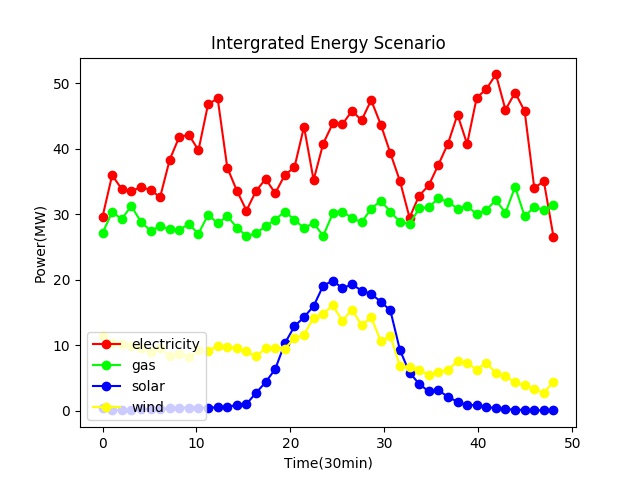 Intergrated Energy Scenario
Power(MW)
50
40
30
20
10
0
electricity
gas
solar
wind
0 10 20 30 40 50
Time(30min)